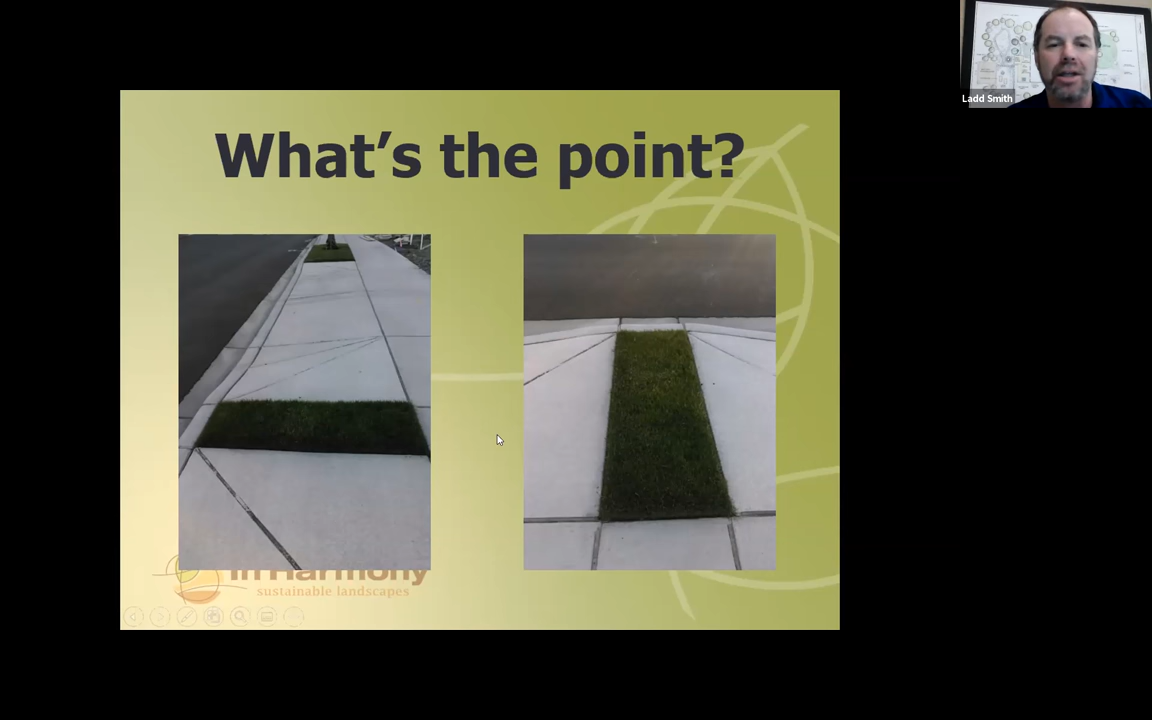 What's the point?
Ladd Smith
in Harmony
sustainable landscapes